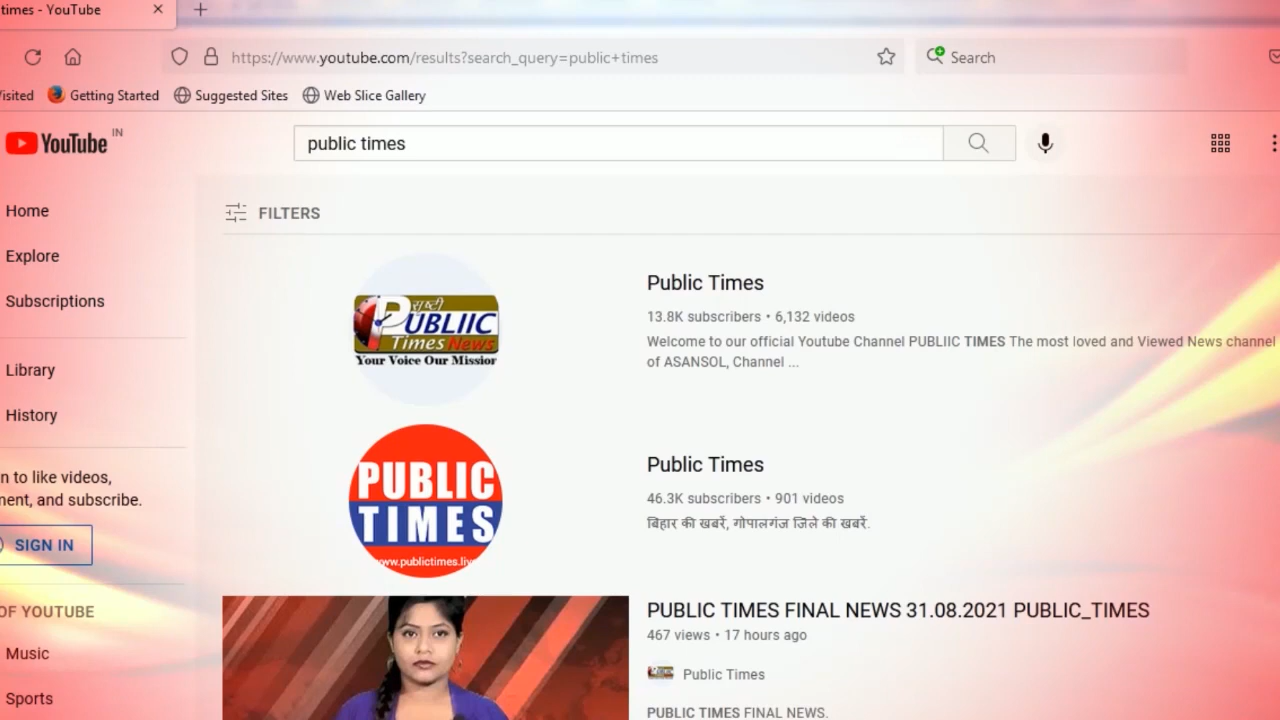 times - YouTube
https://www.youtube.com/results?search_query=public+times
Search
isited
Getting Started
Suggested Sites
Web Slice Gallery
YouTube IN
public times
Home
Explore
Subscriptions
Library
History
n to like videos,
ment, and subscribe.
SIGN IN
OF YOUTUBE
Music
Sports
FILTERS
सृष्टी
PUBLIIC
Times News
Your Voice Our Mission
Public Times
13.8K subscribers • 6,132 videos
Welcome to our official Youtube Channel PUBLIIC TIMES The most loved and Viewed News channel
of ASANSOL, Channel ...
PUBLIC
TIMES
www.publictimes.liv
Public Times
46.3K subscribers • 901 videos
बिहार की खबरें, गोपालगंज जिले की खबरें.
PUBLIC TIMES FINAL NEWS 31.08.2021 PUBLIC_TIMES
467 views • 17 hours ago
Public Times
PUBLIC TIMES FINAL NEWS.